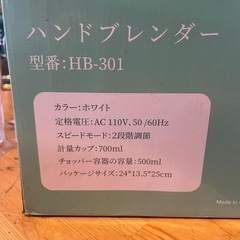 ハンドブレンダー
型番：HB-301
カラー：ホワイト
定格電圧：AC 110V、50 /60Hz
スピードモード：2段階調節
計量カップ：700ml
チョッパー容器の容量：500ml
パッケージサイズ：24*13.5*25cm
Made in